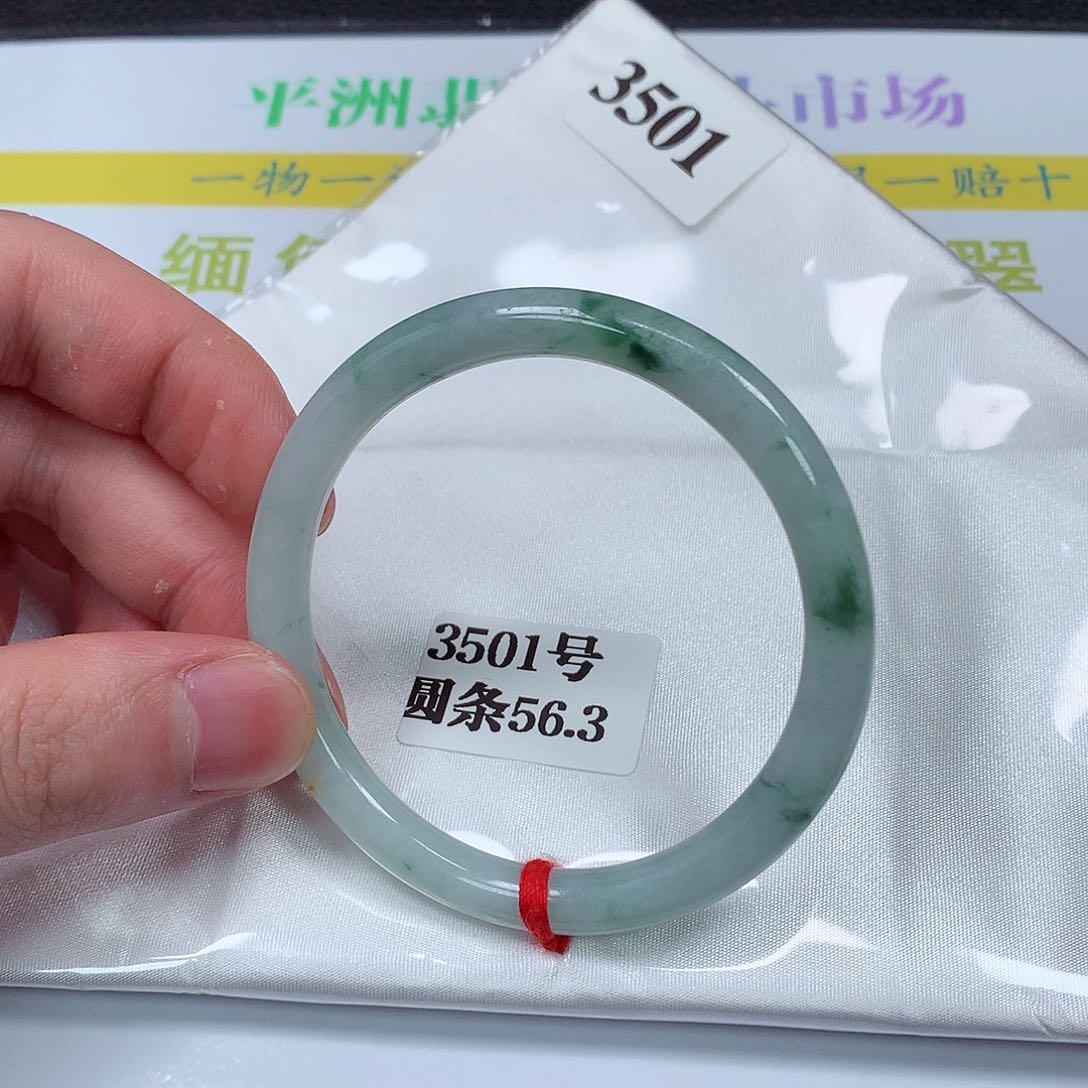 3501
平洲 市场
一物一 一赔十
缅 翠
3501号
圆条56.3